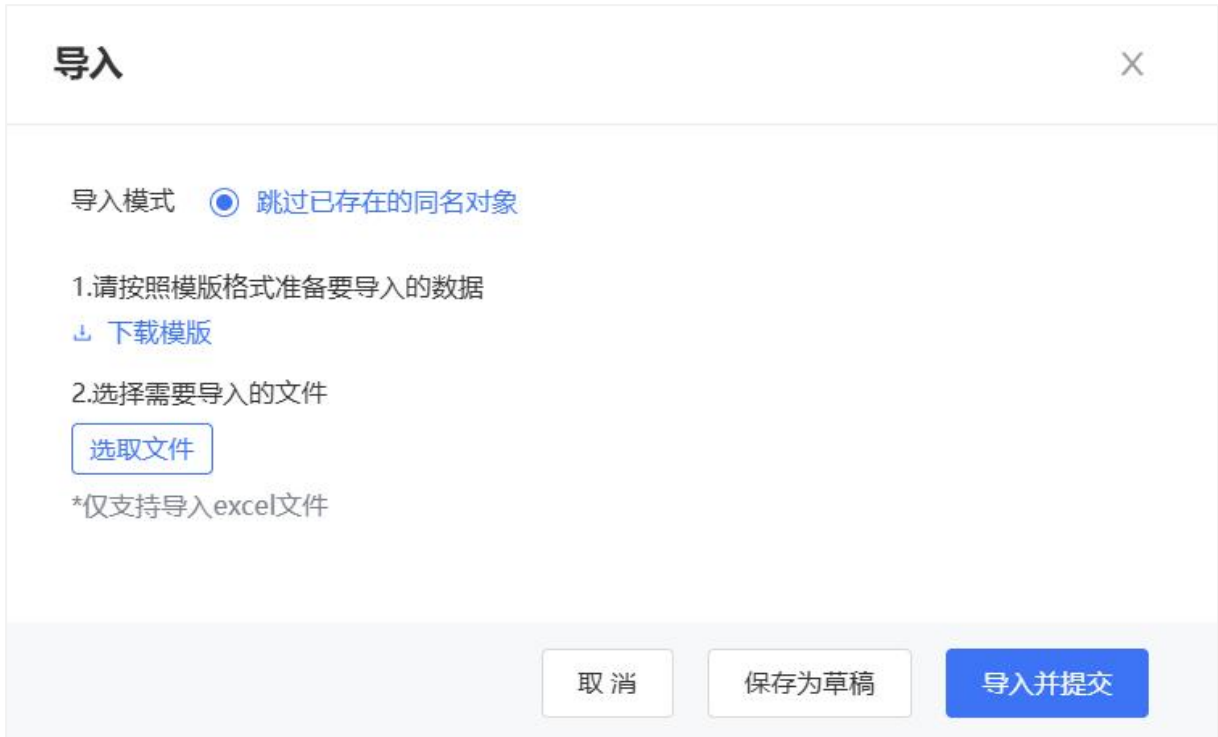 导入
导入模式 跳过已存在的同名对象
1.请按照模版格式准备要导入的数据
下载模版
2.选择需要导入的文件
选取文件
*仅支持导入excel文件
取消 保存为草稿 导入并提交